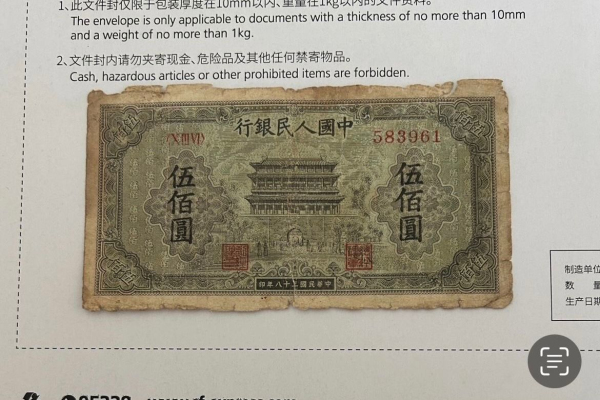 1、此文件封仅限于包装厚度在10mm以内、重量在1kg以内的文件资料。
The envelope is only applicable to documents with a thickness of no more than 10mm
and a weight of no more than 1kg.
2、文件封内请勿夹寄现金、危险品及其他任何禁寄物品。
Cash, hazardous articles or other prohibited items are forbidden.
行銀民人國中
583961
伍佰圓
伍佰圓
印年八十三國民華中
制造单位
数 量
生产日期
95338